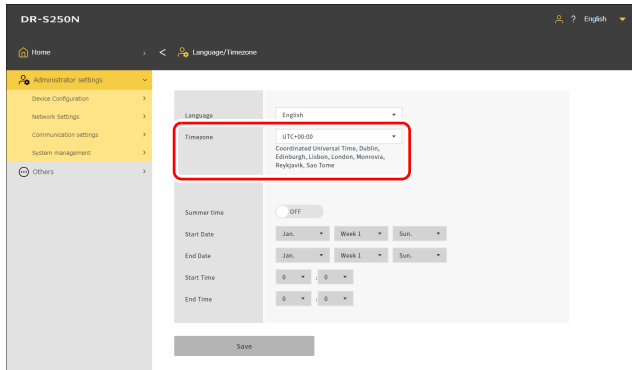 DR-S250N
? English
Home
< Language/Timezone
Administrator settings
Device Configuration
Network Settings
Communication settings
System management
Others
Language English
Timezone UTC+00:00
Coordinated Universal Time, Dublin,
Edinburgh, Lisbon, London, Monrovia,
Reykjavik, Sao Tome
Summer time OFF
Start Date Jan. Week 1 Sun.
End Date Jan. Week 1 Sun.
Start Time 0 : 0
End Time 0 : 0
Save